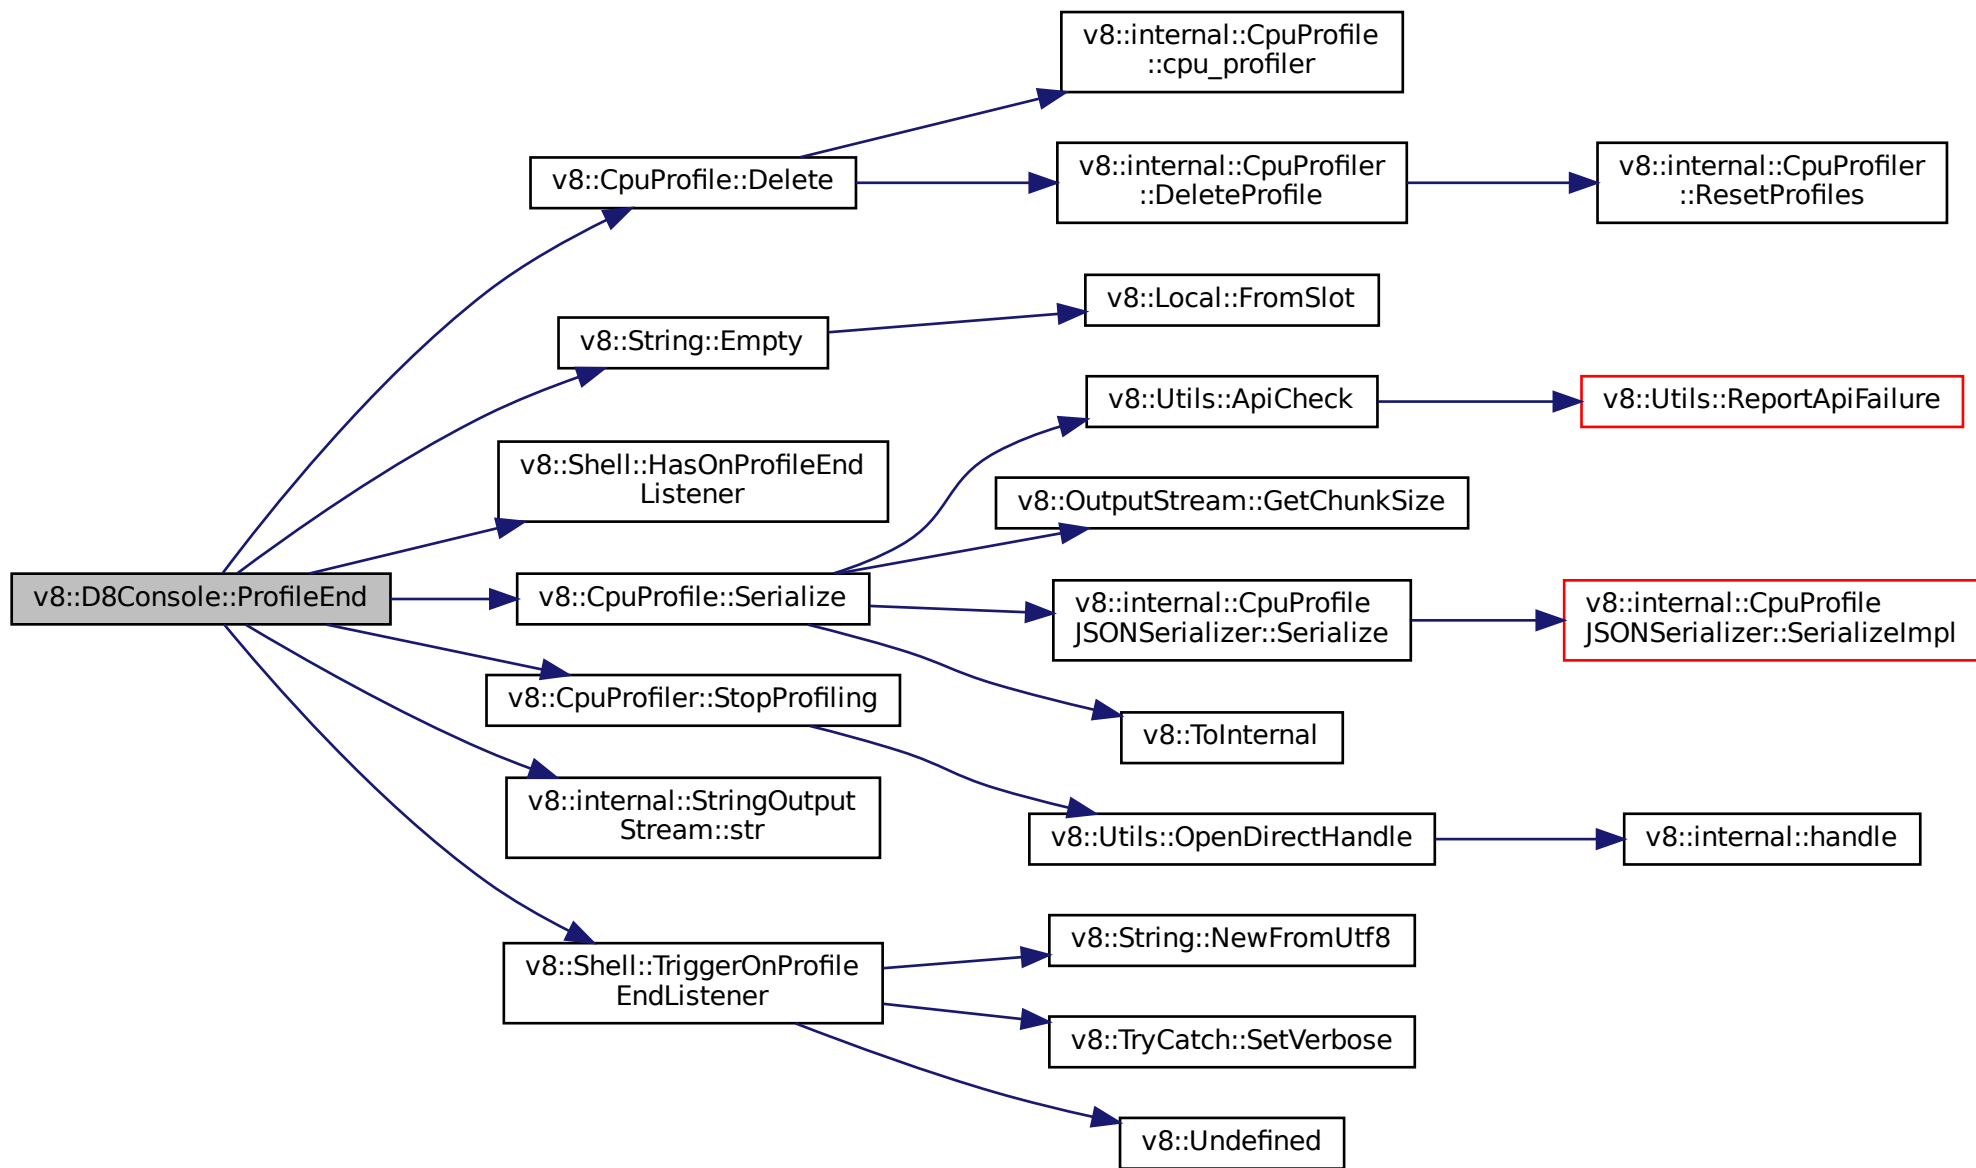 v8::D8Console::ProfileEnd
v8::CpuProfile::Delete
v8::internal::CpuProfile
::cpu_profiler
v8::internal::CpuProfiler
::DeleteProfile
v8::internal::CpuProfiler
::ResetProfiles
v8::String::Empty
v8::Local::FromSlot
v8::Shell::HasOnProfileEnd
Listener
v8::CpuProfile::Serialize
v8::Utils::ApiCheck
v8::Utils::ReportApiFailure
v8::OutputStream::GetChunkSize
v8::internal::CpuProfile
JSONSerializer::Serialize
v8::internal::CpuProfile
JSONSerializer::SerializeImpl
v8::ToInternal
v8::CpuProfiler::StopProfiling
v8::Utils::OpenDirectHandle
v8::internal::handle
v8::internal::StringOutput
Stream::str
v8::Shell::TriggerOnProfile
EndListener
v8::String::NewFromUtf8
v8::TryCatch::SetVerbose
v8::Undefined